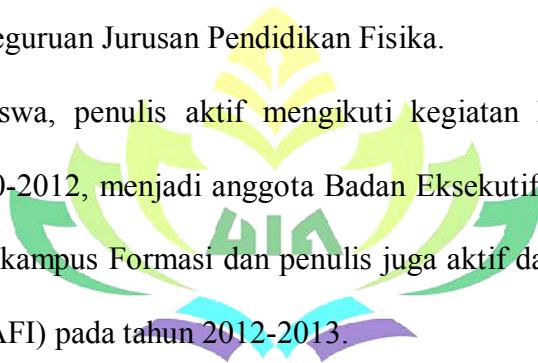 eguruan Jurusan Pendidikan Fisika.
swa, penulis aktif mengikuti kegiatan
0-2012, menjadi anggota Badan Eksekutif
kampus Formasi dan penulis juga aktif da
AFI) pada tahun 2012-2013.